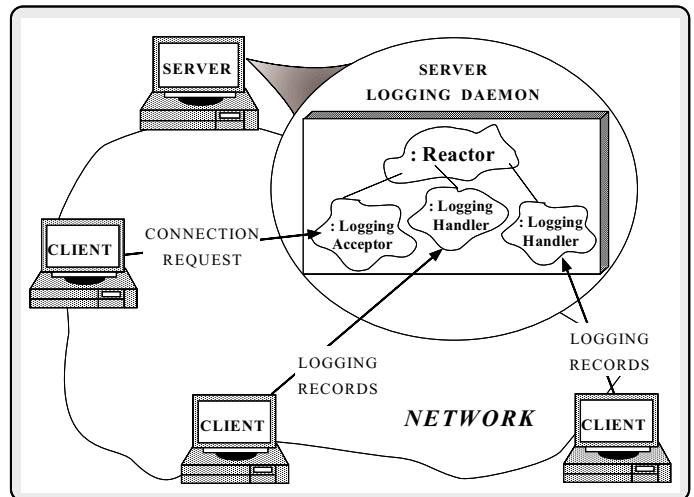 SERVER
SERVER
LOGGING DAEMON
: Reactor
: Logging
Acceptor
: Logging
Handler
: Logging
Handler
CLIENT
CONNECTION
REQUEST
LOGGING
RECORDS
LOGGING
RECORDS
CLIENT
NETWORK
CLIENT